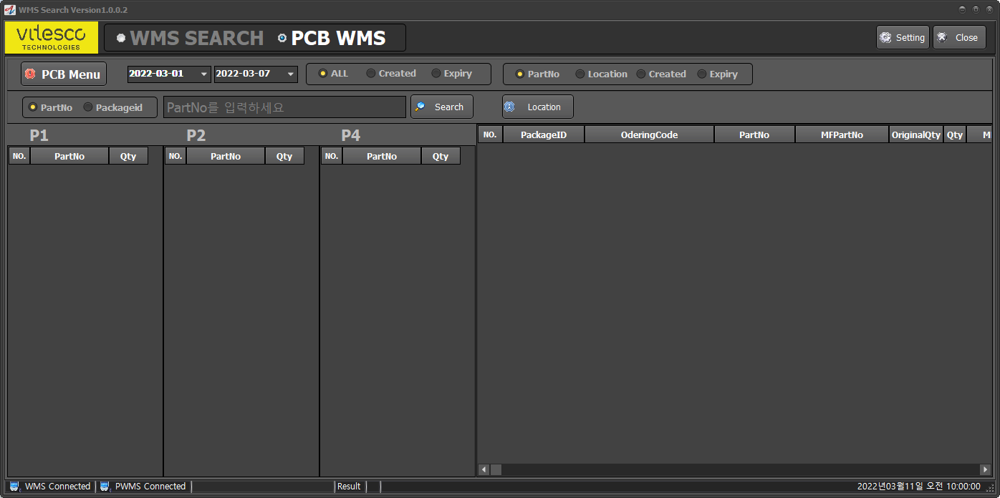 WMS Search Version1.0.0.2
vitesco
TECHNOLOGIES
WMS SEARCH PCB WMS
Setting Close
PCB Menu 2022-03-01 2022-03-07 ALL Created Expiry PartNo Location Created Expiry
PartNo Packageid PartNo를 입력하세요 Search Location
P1 P2 P4
NO. PackageID OderingCode PartNo MFPartNo OriginalQty Qty M
NO. PartNo Qty NO. PartNo Qty NO. PartNo Qty
WMS Connected PWMS Connected Result 2022년03월11일 오전 10:00:00